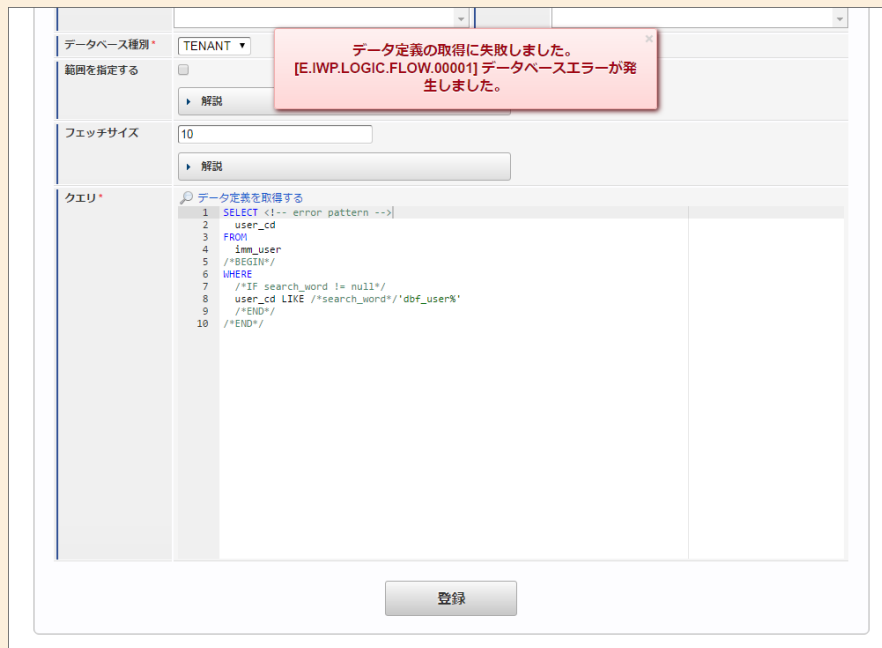 データ定義の取得に失敗しました。
[E.IWP.LOGIC.FLOW.00001] データベースエラーが発
生しました。
×
データベース種別*
TENANT
範囲を指定する
解説
フェッチサイズ
10
解説
クエリ*
データ定義を取得する
1 SELECT <!-- error pattern -->
2 user_cd
3 FROM
4 imm_user
5 /*BEGIN*/
6 WHERE
7 /*IF search_word != null*/
8 user_cd LIKE /*search_word*/'dbf_user%'
9 /*END*/
10 /*END*/
登録